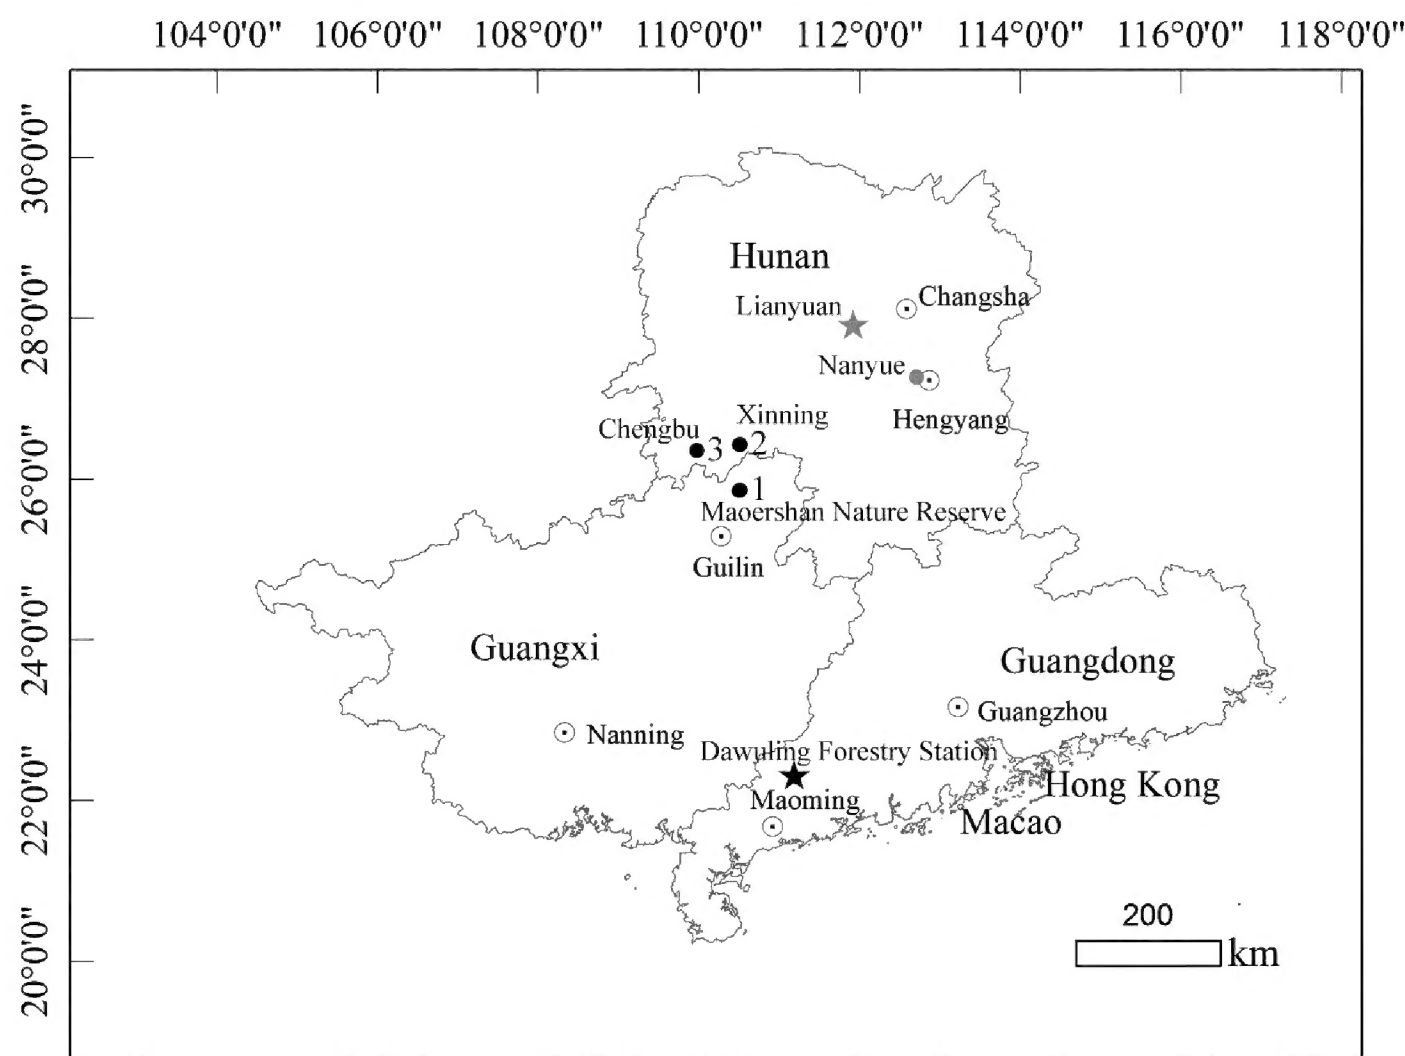 104°0'0" 106°0'0" 108°0'0" 110°0'0" 112°0'0" 114°0'0" 116°0'0" 118°0'0"
30°0'0"
28°0'0"
26°0'0"
24°0'0"
22°0'0"
20°0'0"
Hunan
Changsha
Lianyuan
Nanyue
Hengyang
Xinning
Chengbu
3
2
1
Maoershan Nature Reserve
Guilin
Guangxi
Guangdong
Guangzhou
Nanning
Dawuling Forestry Station
Hong Kong
Maoming
Macao
200
km